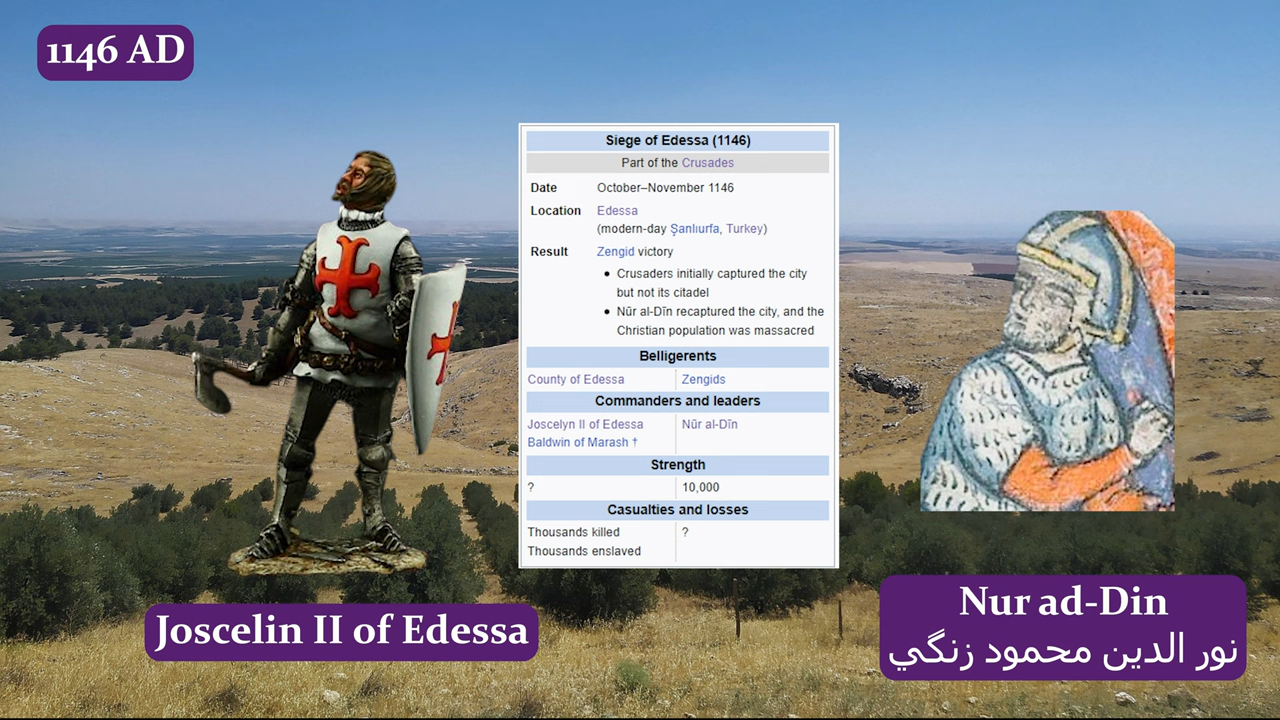 1146 AD
Siege of Edessa (1146)
Part of the Crusades
Date October–November 1146
Location Edessa
(modern-day Şanlıurfa, Turkey)
Result Zengid victory
• Crusaders initially captured the city
but not its citadel
• Nūr al-Dīn recaptured the city, and the
Christian population was massacred
Belligerents
County of Edessa Zengids
Commanders and leaders
Joscelyn II of Edessa Nūr al-Dīn
Baldwin of Marash †
Strength
? 10,000
Casualties and losses
Thousands killed ?
Thousands enslaved
Joscelin II of Edessa
Nur ad-Din
نور الدين محمود زنگي